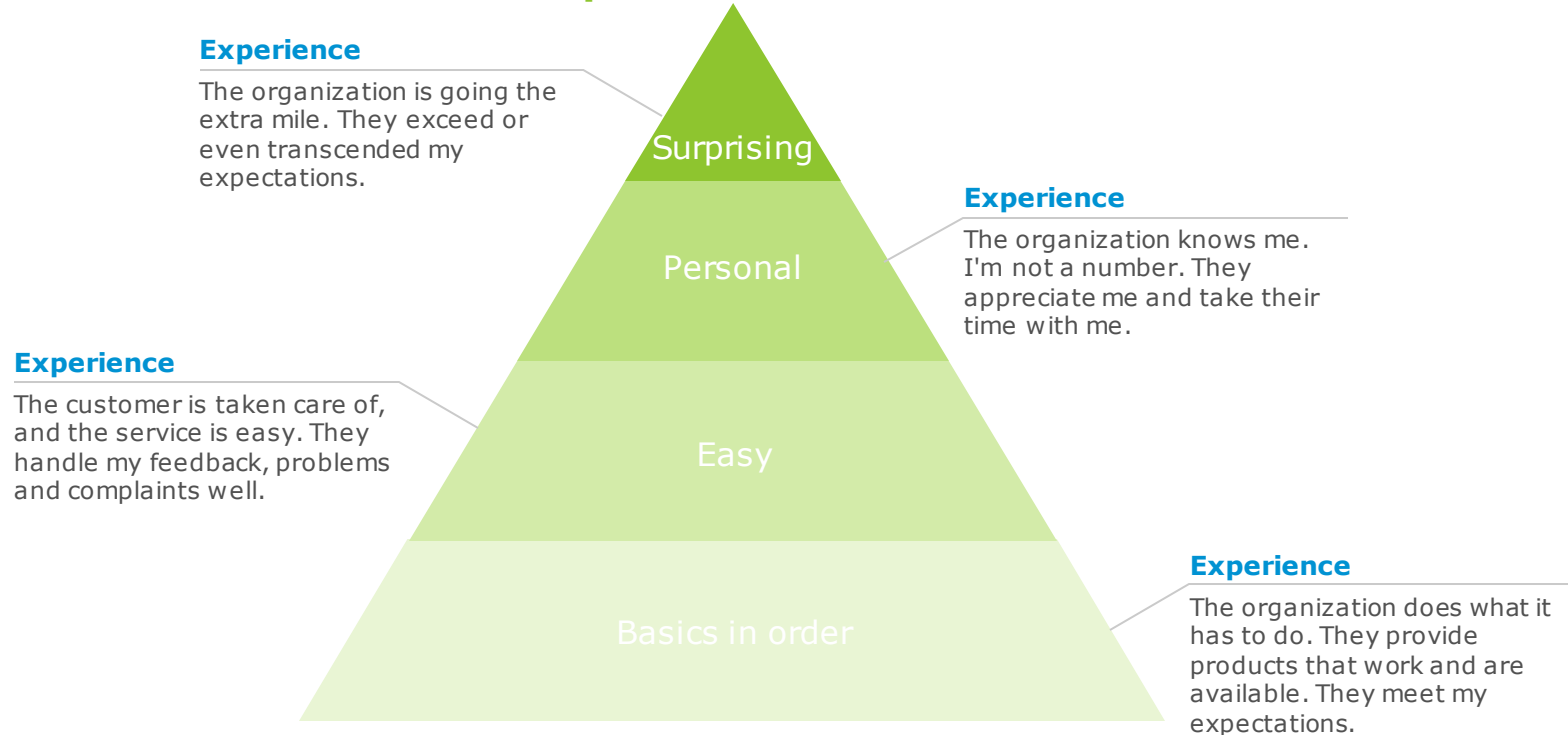 Experience
The organization is going the
extra mile. They exceed or
even transcended my
expectations.
Surprising
Experience
The organization knows me.
I'm not a number. They
appreciate me and take their
time with me.
Personal
Experience
The customer is taken care of,
and the service is easy. They
handle my feedback, problems
and complaints well.
Easy
Experience
The organization does what it
has to do. They provide
products that work and are
available. They meet my
expectations.
Basics in order